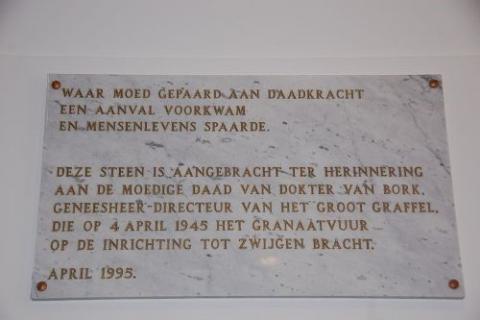 WAAR MOED GEPAARD AAN DAADKRACHT
EEN AANVAL VOORKWAM
EN MENSENLEVENS SPAARDE.
DEZE STEEN IS AANGEBRACHT TER HERINNERING
AAN DE MOEDIGE DAAD VAN DOKTER VAN BORK,
GENEESHEER-DIRECTEUR VAN HET GROOT GRAFFEL,
DIE OP 4 APRIL 1945 HET GRANAATVUUR
OP DE INRICHTING TOT ZWIJGEN BRACHT.
APRIL 1995.